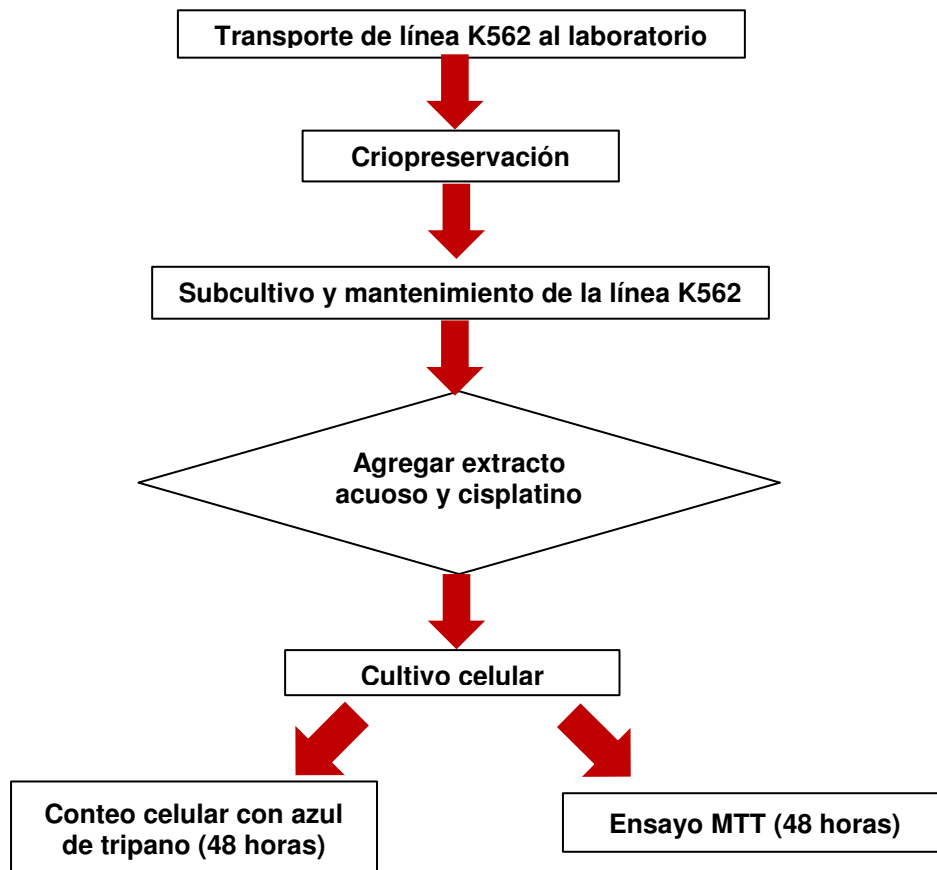 Transporte de línea K562 al laboratorio
Criopreservación
Subcultivo y mantenimiento de la línea K562
Agregar extracto
acuoso y cisplatino
Cultivo celular
Conteo celular con azul
de tripano (48 horas)
Ensayo MTT (48 horas)